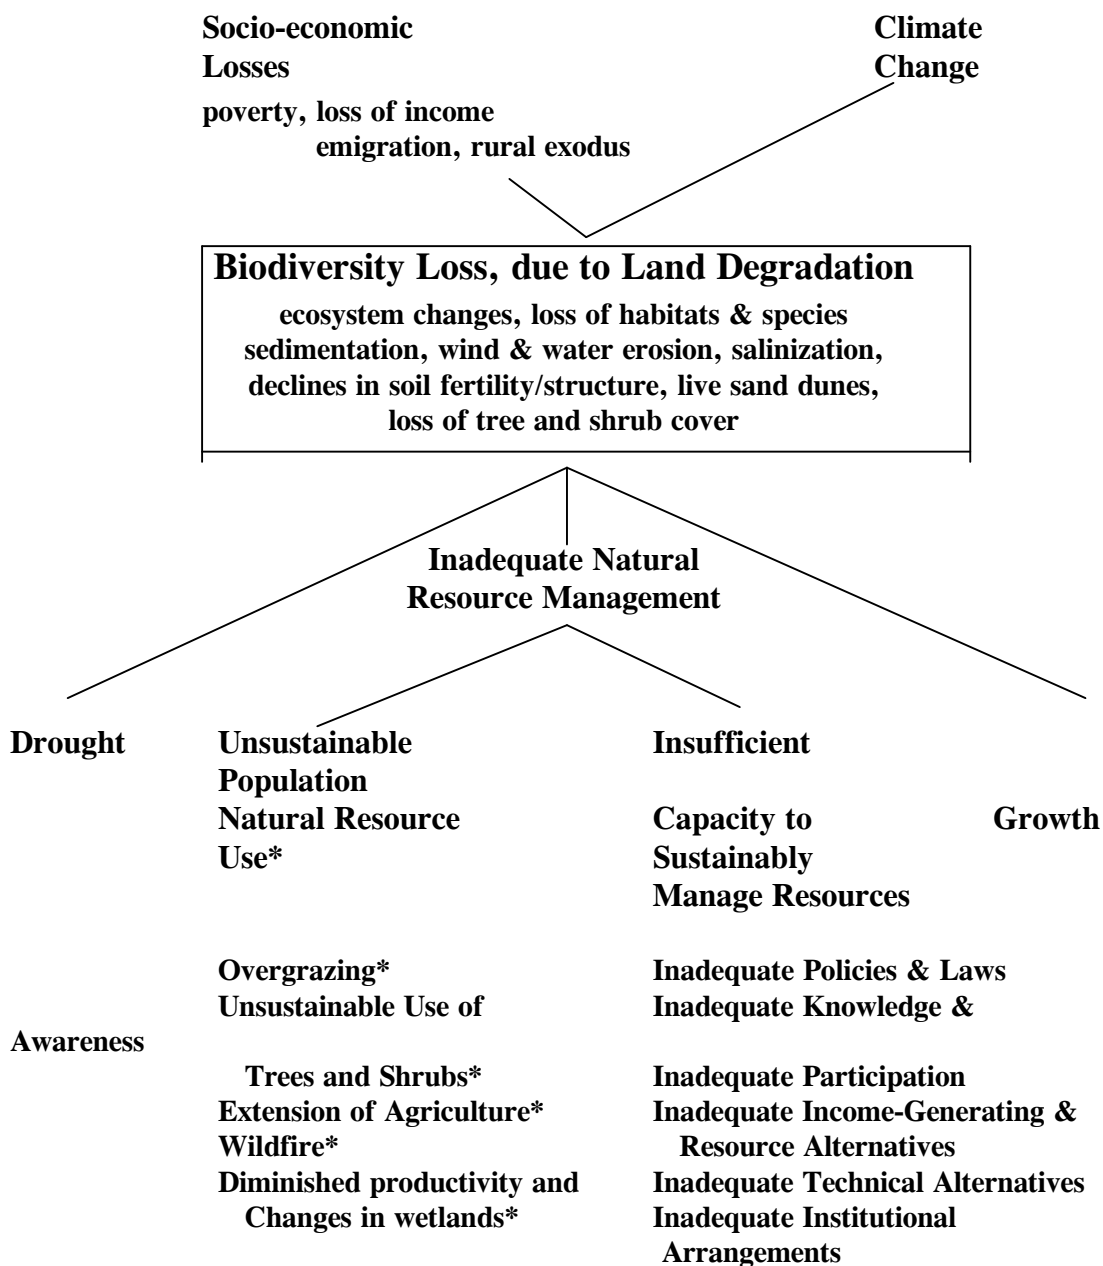 Socio-economic Climate
Losses Change
poverty, loss of income
emigration, rural exodus
Biodiversity Loss, due to Land Degradation
ecosystem changes, loss of habitats & species
sedimentation, wind & water erosion, salinization,
declines in soil fertility/structure, live sand dunes,
loss of tree and shrub cover
Inadequate Natural
Resource Management
Drought Unsustainable Insufficient
Population
Natural Resource Capacity to Growth
Use* Sustainably
Manage Resources
Overgrazing* Inadequate Policies & Laws
Unsustainable Use of Inadequate Knowledge &
Awareness
Trees and Shrubs* Inadequate Participation
Extension of Agriculture* Inadequate Income-Generating &
Wildfire* Resource Alternatives
Diminished productivity and Inadequate Technical Alternatives
Changes in wetlands* Inadequate Institutional
Arrangements